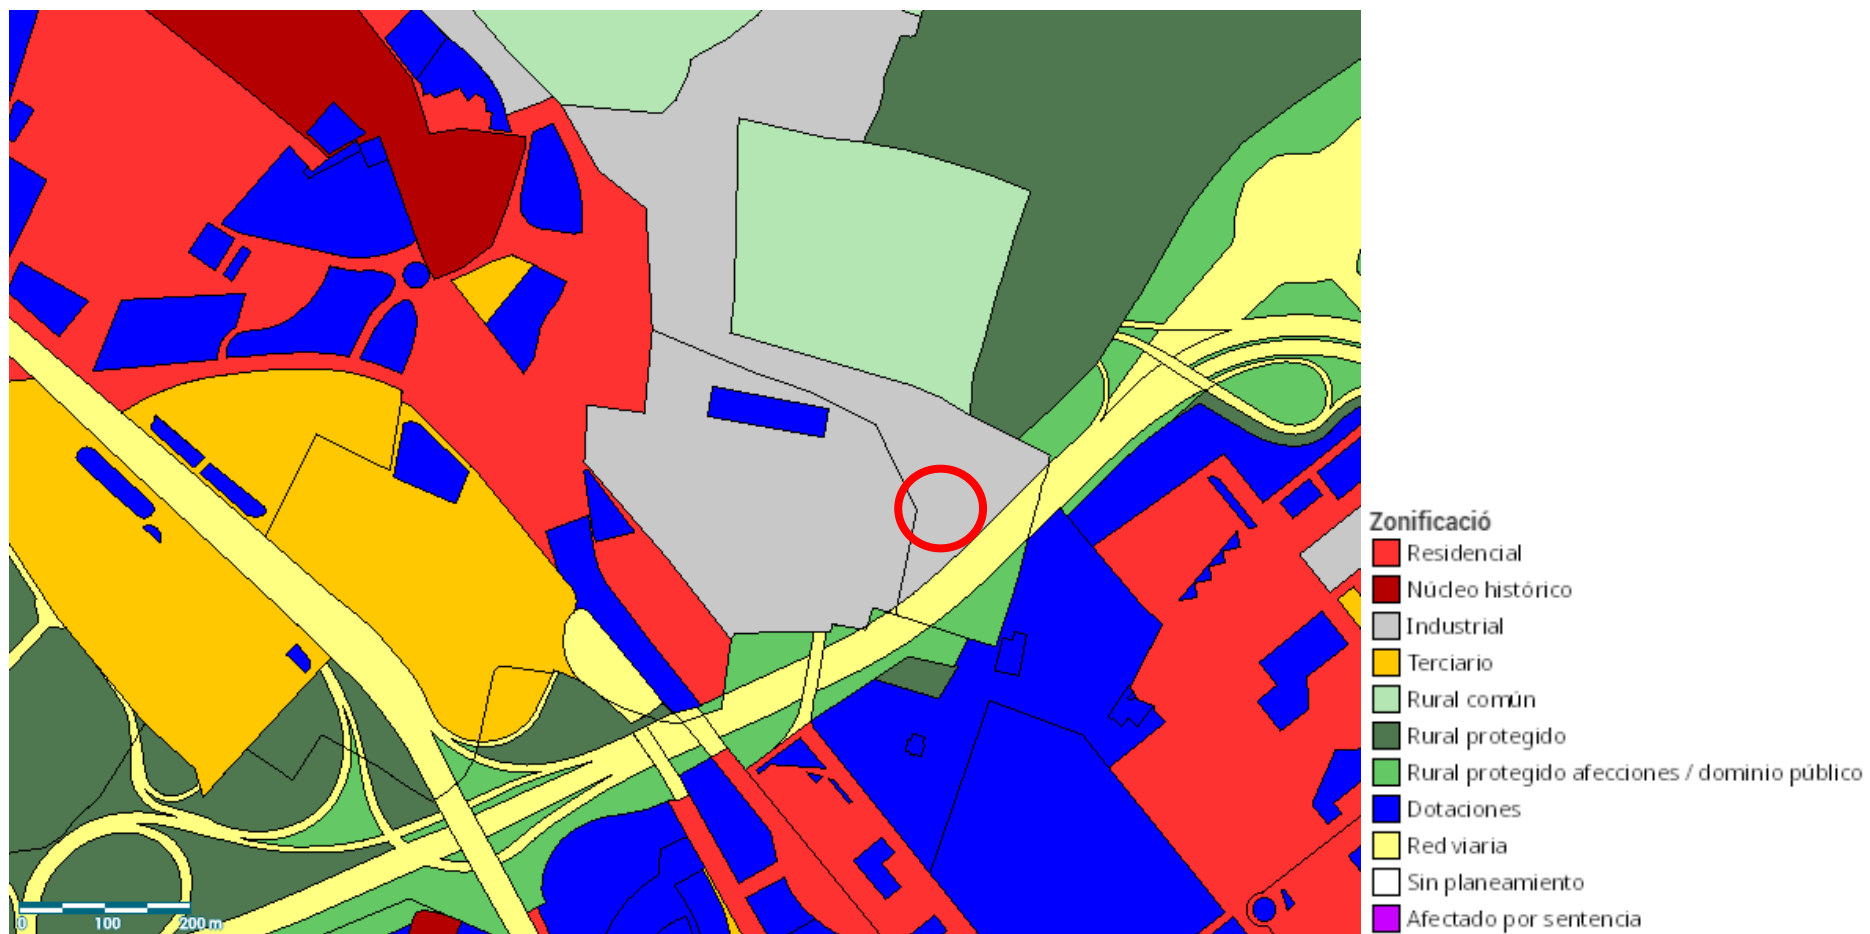 Zonificació
Residencial
Núcleo histórico
Industrial
Terciario
Rural común
Rural protegido
Rural protegido afecciones / dominio público
Dotaciones
Red viaria
Sin planeamiento
Afectado por sentencia
0 100 200 m